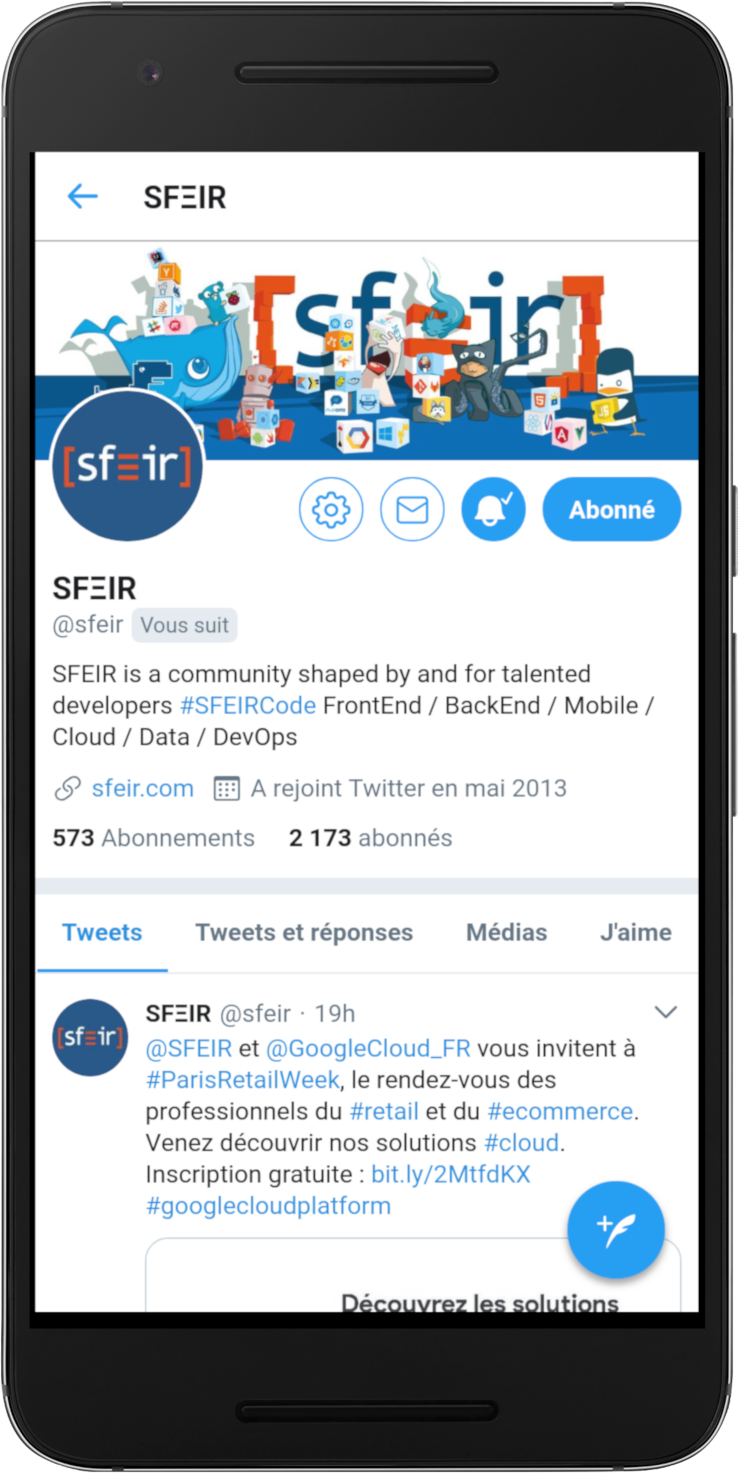 SFΞIR
[sfeir]
[sfeir]
Abonné
SFΞIR
@sfeir Vous suit
SFEIR is a community shaped by and for talented
developers #SFEIRCode FrontEnd / BackEnd / Mobile /
Cloud / Data / DevOps
sfeir.com A rejoint Twitter en mai 2013
573 Abonnements 2 173 abonnés
Tweets Tweets et réponses Médias J'aime
[sfeir]
SFΞIR @sfeir · 19h
@SFEIR et @GoogleCloud_FR vous invitent à
#ParisRetailWeek, le rendez-vous des
professionnels du #retail et du #ecommerce.
Venez découvrir nos solutions #cloud.
Inscription gratuite : bit.ly/2MtfdKX
#googlecloudplatform
Découvrez les solutions